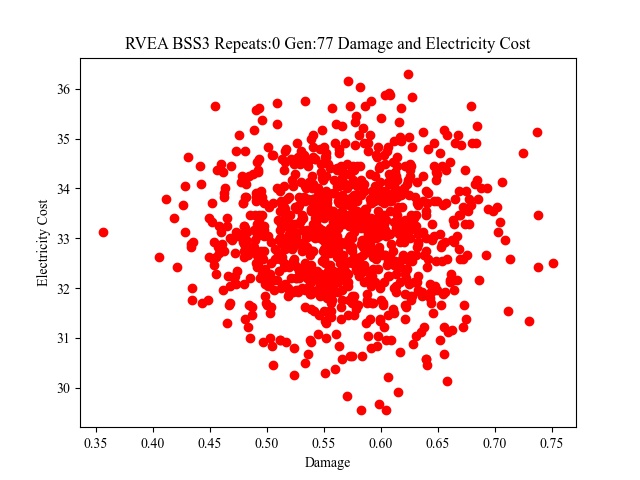 RVEA BSS3 Repeats:0 Gen:77 Damage and Electricity Cost
36
35
34
33
32
31
30
Electricity Cost
0.35 0.40 0.45 0.50 0.55 0.60 0.65 0.70 0.75
Damage